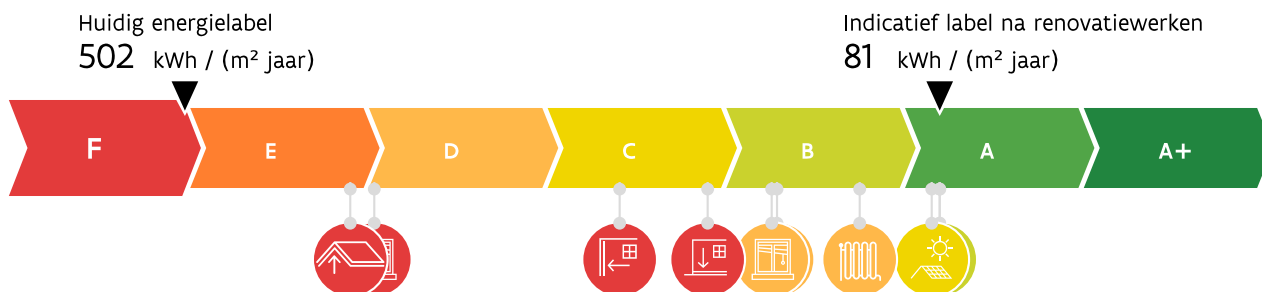 Huidig energielabel
502 kWh / (m² jaar)
Indicatief label na renovatiewerken
81 kWh / (m² jaar)
F E D C B A A+